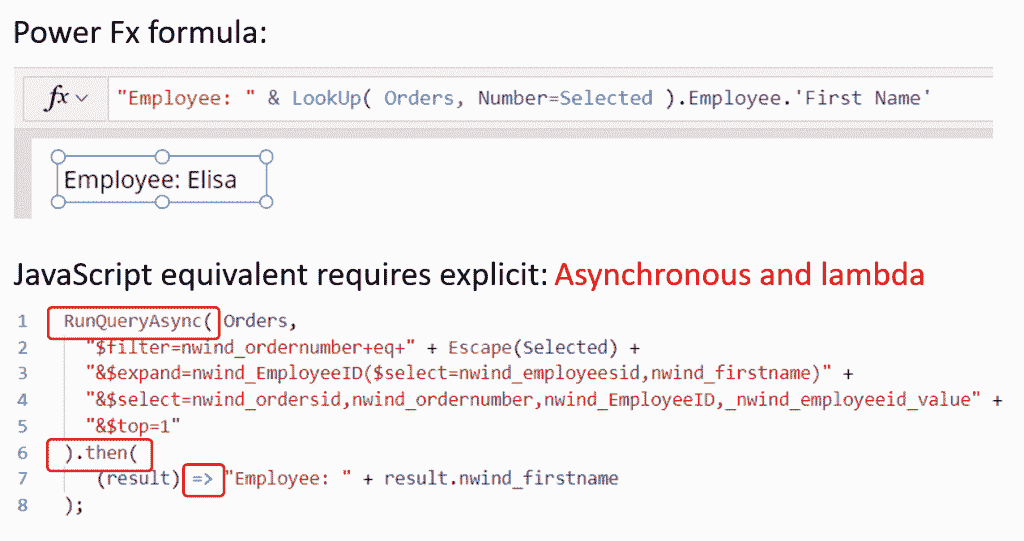 Power Fx formula:
fx "Employee: " & LookUp( Orders, Number=Selected ).Employee.'First Name'
Employee: Elisa
JavaScript equivalent requires explicit: Asynchronous and lambda
1 RunQueryAsync( Orders,
2 "$filter=nwind_ordernumber+eq+" + Escape(Selected) +
3 "&$expand=nwind_EmployeeID($select=nwind_employeesid,nwind_firstname)" +
4 "&$select=nwind_ordersid,nwind_ordernumber,nwind_EmployeeID,_nwind_employeeid_value" +
5 "&$top=1"
6 ).then(
7 (result) => "Employee: " + result.nwind_firstname
8 );